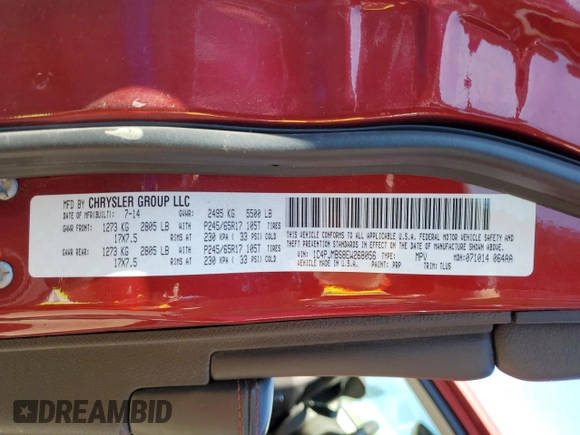 MFD BY CHRYSLER GROUP LLC
DATE OF MFR(BUILT): 7-14 GVWR: 2495 KG 5500 LB
GAWR FRONT: 1273 KG 2805 LB WITH P245/65R17 105T TIRES
17X7.5 RIMS AT 230 KPA ( 33 PSI) COLD
GAWR REAR: 1273 KG 2805 LB WITH P245/65R17 105T TIRES
17X7.5 RIMS AT 230 KPA ( 33 PSI) COLD
THIS VEHICLE CONFORMS TO ALL APPLICABLE U.S.A. FEDERAL MOTOR VEHICLE SAFETY AND
THEFT PREVENTION STANDARDS IN EFFECT ON THE DATE OF MANUFACTURE SHOWN ABOVE.
VIN: 1C4PJMBS8EW268056 TYPE: MPV MDH:071014 064AA
VEHICLE MADE IN U.S.A. PAINT: PRP TRIM: TLU5
DREAMBID